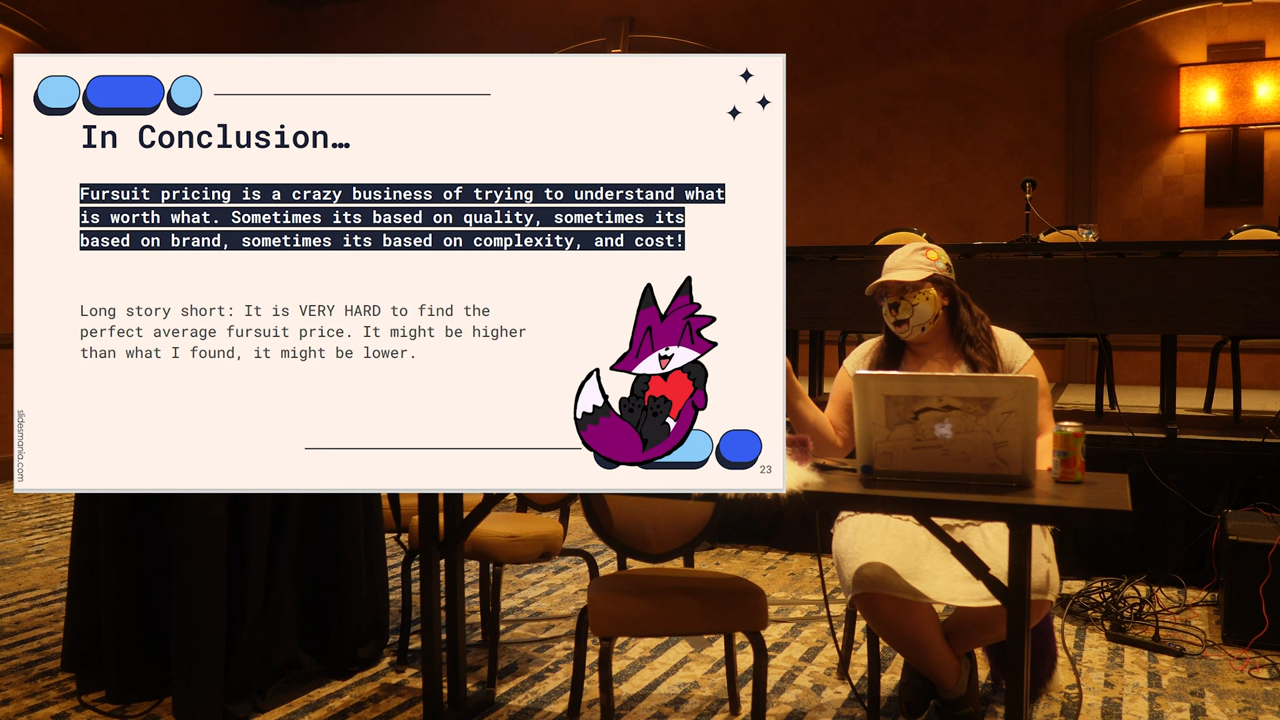 In Conclusion…
Fursuit pricing is a crazy business of trying to understand what
is worth what. Sometimes its based on quality, sometimes its
based on brand, sometimes its based on complexity, and cost!
Long story short: It is VERY HARD to find the
perfect average fursuit price. It might be higher
than what I found, it might be lower.
slidesmania.com
23